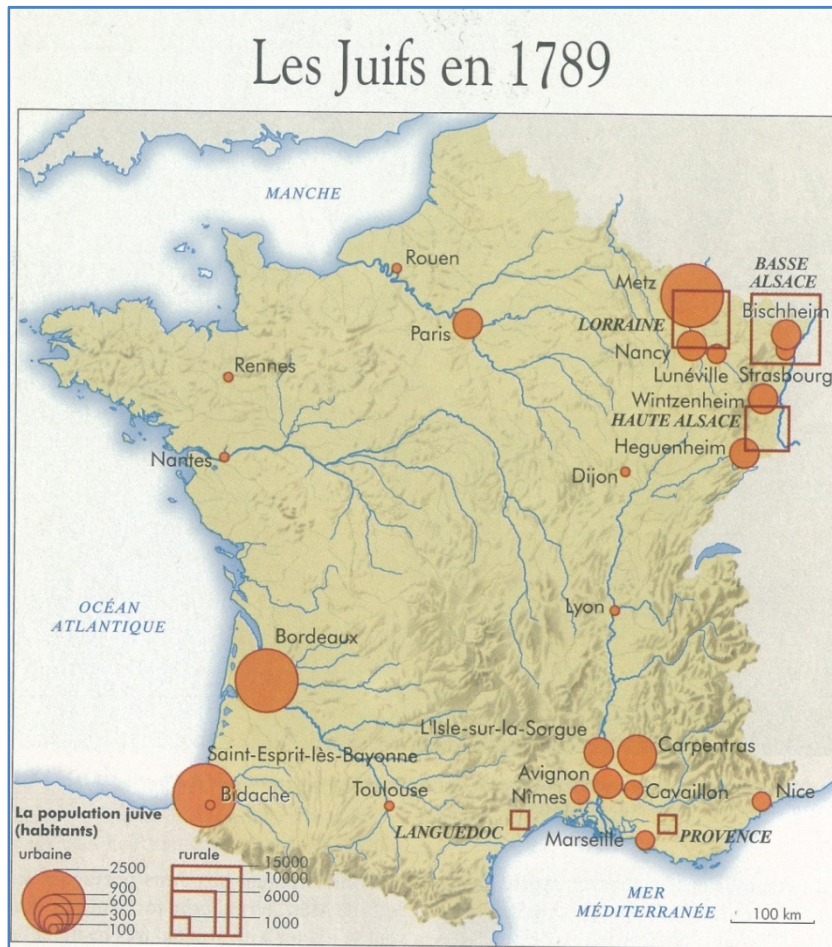 Les Juifs en 1789
MANCHE
Rouen
Metz
BASSE
ALSACE
Bischheim
Paris
LORRAINE
Nancy
Rennes
Lunéville
Strasbourg
Wintzenheim
HAUTE ALSACE
Nantes
Heguenheim
Dijon
OCÉAN
ATLANTIQUE
Lyon
Bordeaux
L'Isle-sur-la-Sorgue
Carpentras
Saint-Esprit-lès-Bayonne
Avignon
Bidache
Toulouse
Nîmes
Cavaillon
Nice
LANGUEDOC
PROVENCE
Marseille
La population juive
(habitants)
urbaine
2500
900
600
300
100
rurale
15000
10000
6000
1000
MER
MÉDITERRANÉE
100 km